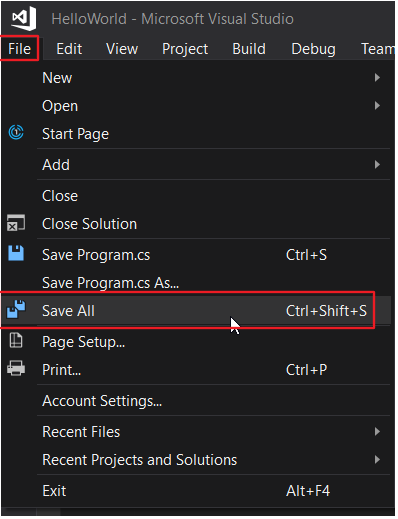 HelloWorld - Microsoft Visual Studio
File Edit View Project Build Debug Team
New
Open
Start Page
Add
Close
Close Solution
Save Program.cs Ctrl+S
Save Program.cs As...
Save All Ctrl+Shift+S
Page Setup...
Print... Ctrl+P
Account Settings...
Recent Files
Recent Projects and Solutions
Exit Alt+F4